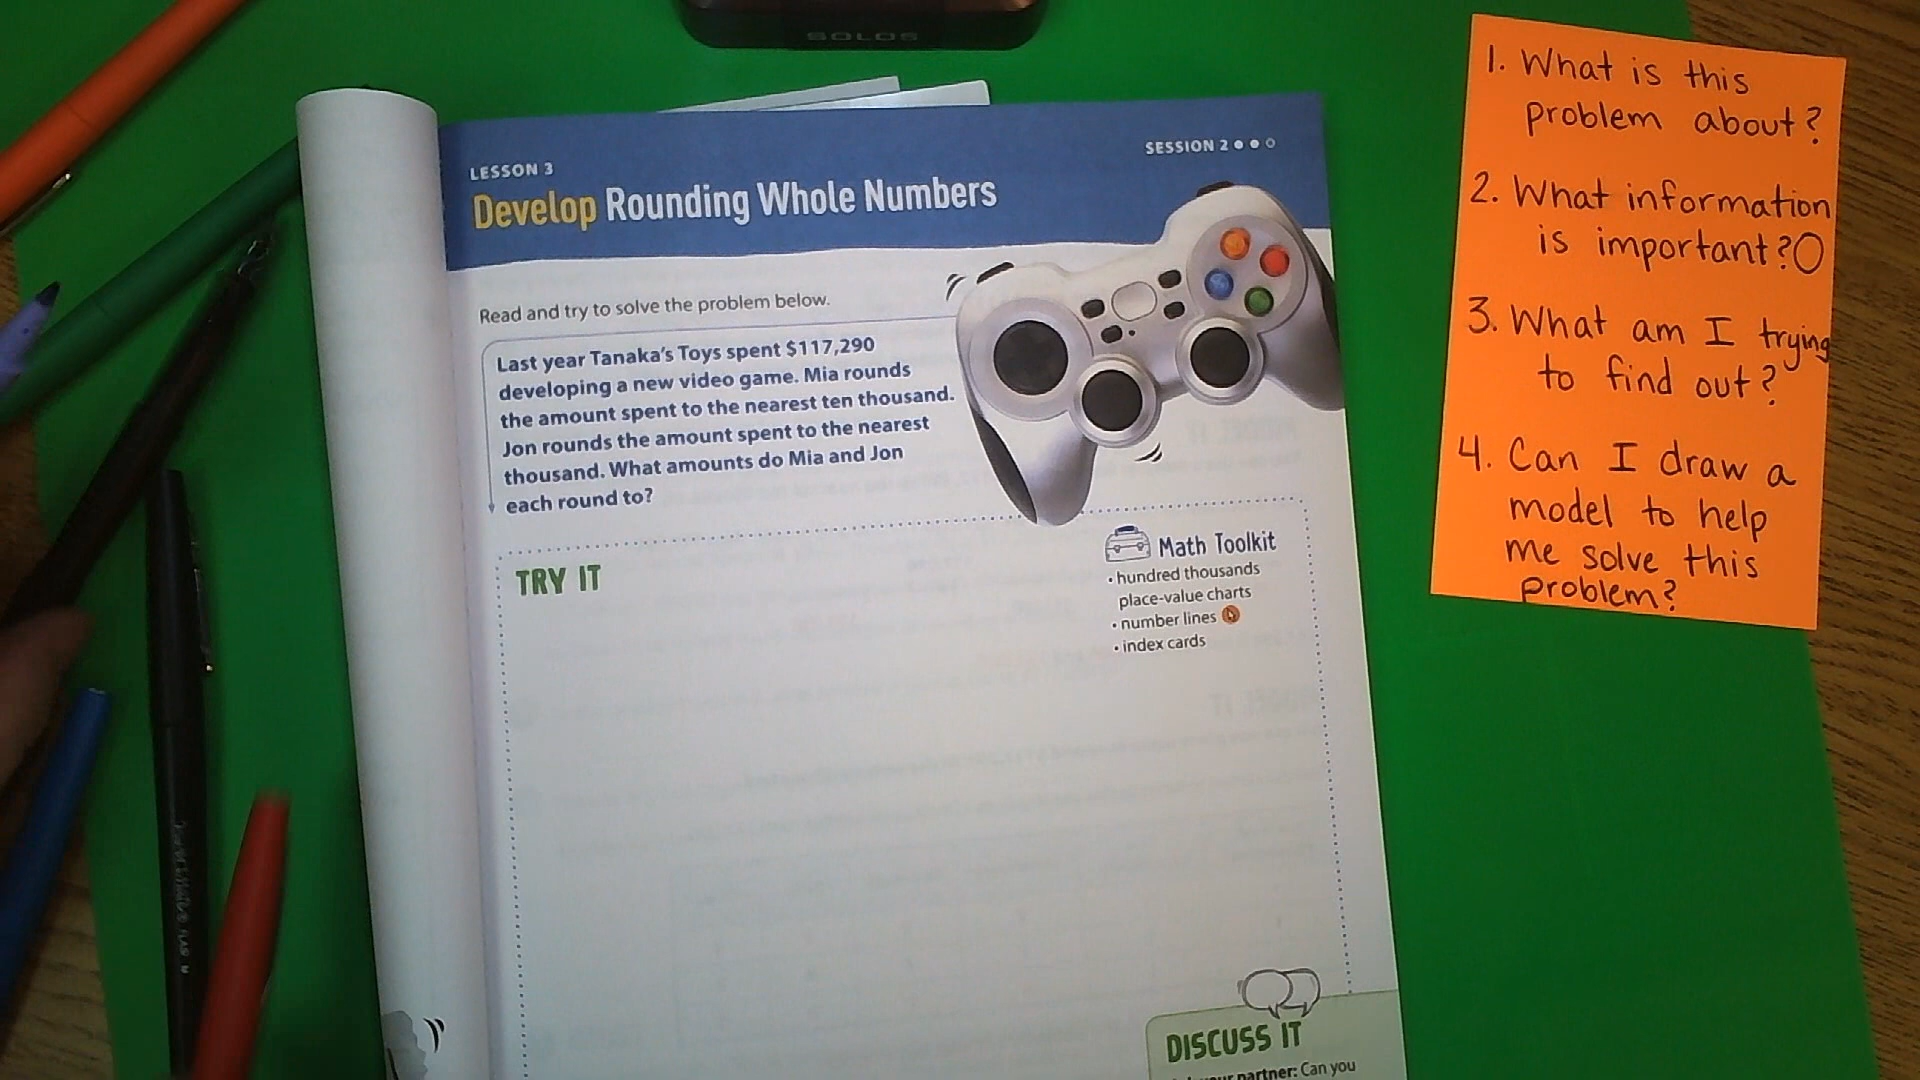 SOLOS
LESSON 3
SESSION 2
Develop Rounding Whole Numbers
Read and try to solve the problem below.
Last year Tanaka's Toys spent $117,290
developing a new video game. Mia rounds
the amount spent to the nearest ten thousand.
Jon rounds the amount spent to the nearest
thousand. What amounts do Mia and Jon
each round to?
TRY IT
Math Toolkit
• hundred thousands
place-value charts
• number lines
• index cards
DISCUSS IT
your partner: Can you
1. What is this
problem about?
2. What information
is important?
3. What am I trying
to find out?
4. Can I draw a
model to help
me solve this
problem?